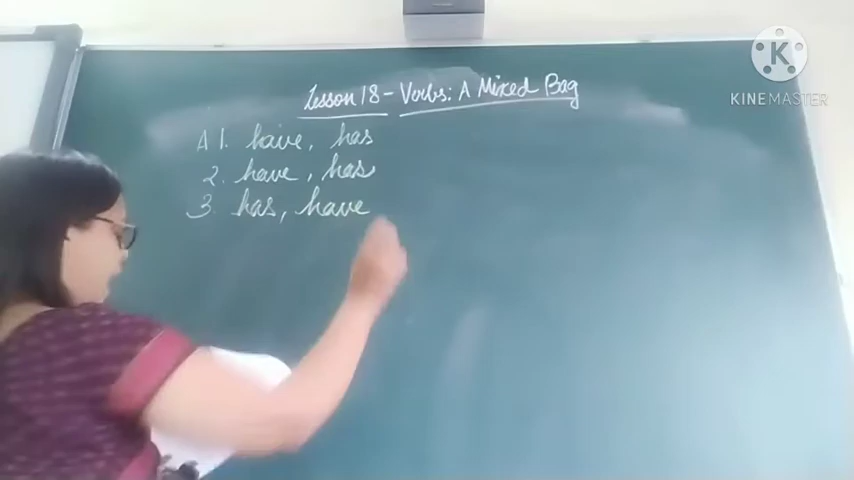 Lesson 18 - Verbs: A Mixed Bag
A 1. have, has
2. have, has
3. has, have
K
KINEMASTER